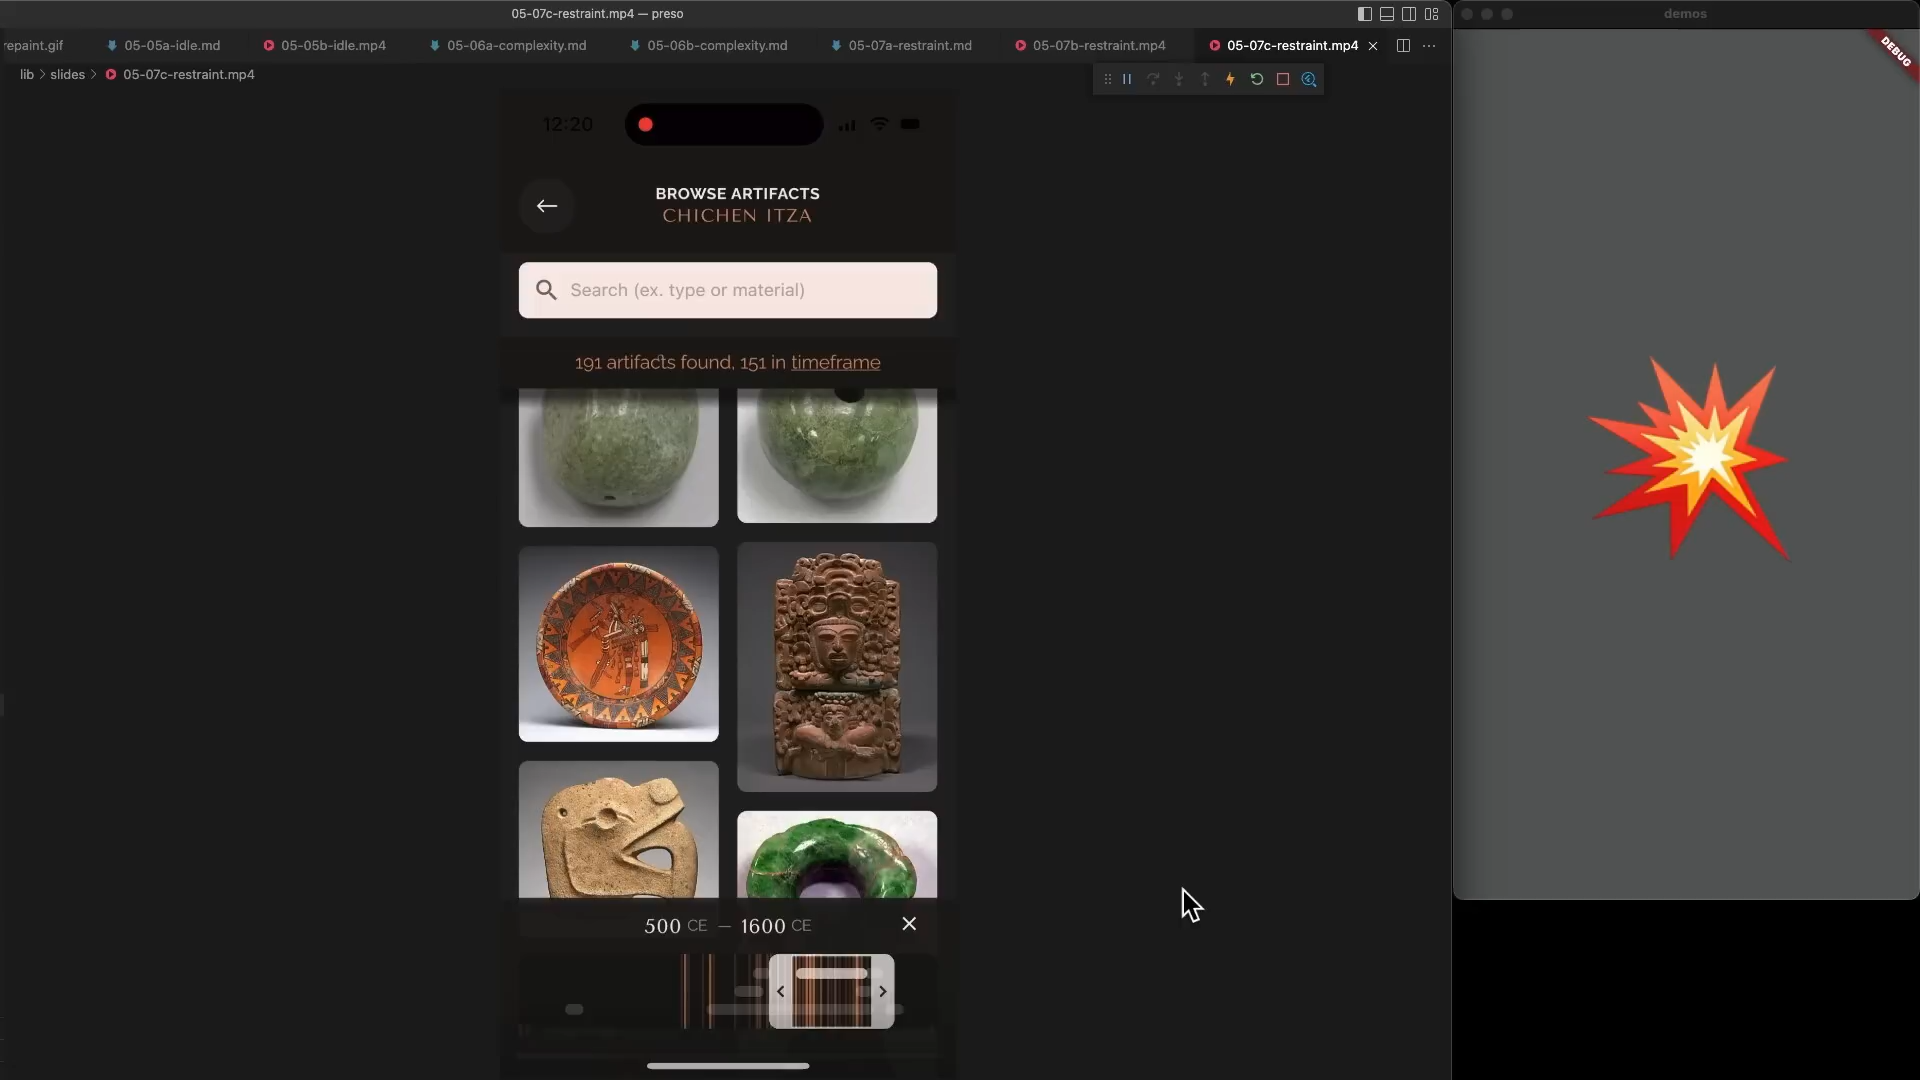 05-07c-restraint.mp4 — preso
demos
DEBUG
repaint.gif
05-05a-idle.md
05-05b-idle.mp4
05-06a-complexity.md
05-06b-complexity.md
05-07a-restraint.md
05-07b-restraint.mp4
05-07c-restraint.mp4
lib > slides > 05-07c-restraint.mp4
12:20
BROWSE ARTIFACTS
CHICHEN ITZA
Search (ex. type or material)
191 artifacts found, 151 in timeframe
500 CE — 1600 CE